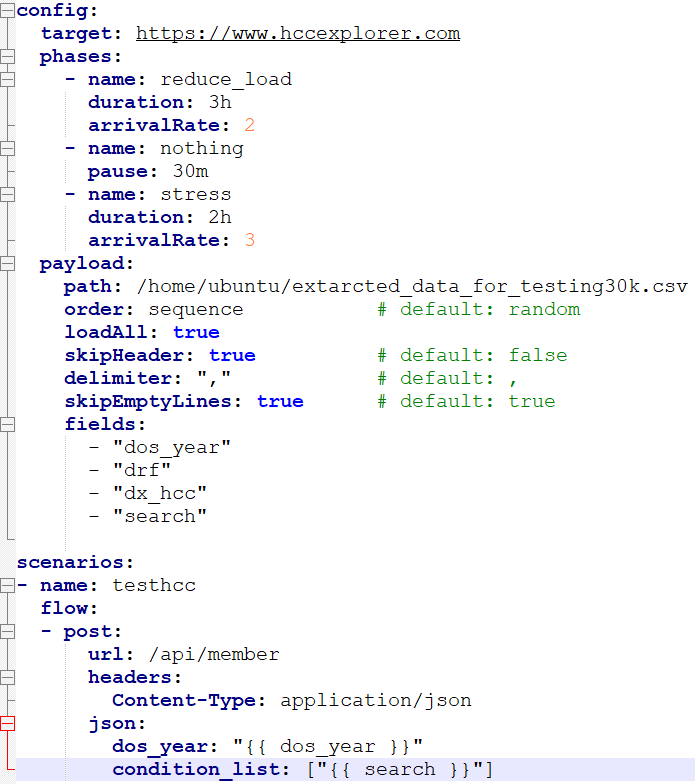 config:
  target: https://www.hccexplorer.com
  phases:
    - name: reduce_load
      duration: 3h
      arrivalRate: 2
    - name: nothing
      pause: 30m
    - name: stress
      duration: 2h
      arrivalRate: 3
  payload:
    path: /home/ubuntu/extarcted_data_for_testing30k.csv
    order: sequence           # default: random
    loadAll: true
    skipHeader: true          # default: false
    delimiter: ","            # default: ,
    skipEmptyLines: true      # default: true
    fields:
      - "dos_year"
      - "drf"
      - "dx_hcc"
      - "search"
scenarios:
- name: testhcc
  flow:
  - post:
      url: /api/member
      headers:
        Content-Type: application/json
      json:
        dos_year: "{{ dos_year }}"
        condition_list: ["{{ search }}"]